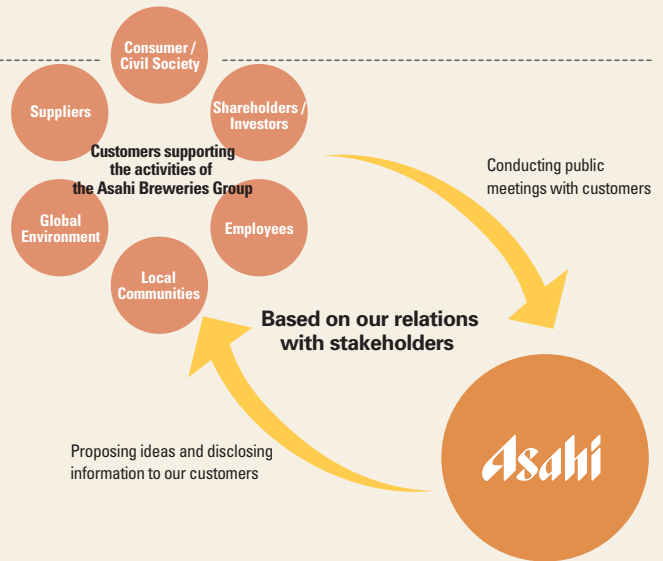 Consumer /
Civil Society
Suppliers
Shareholders /
Investors
Customers supporting
the activities of
the Asahi Breweries Group
Global
Environment
Employees
Local
Communities
Conducting public
meetings with customers
Based on our relations
with stakeholders
Proposing ideas and disclosing
information to our customers
Asahi